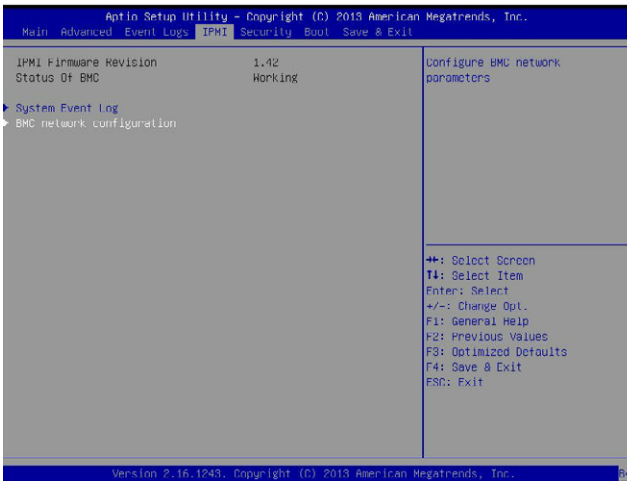 Aptio Setup Utility – Copyright (C) 2013 American Megatrends, Inc.
Main Advanced Event Logs IPMI Security Boot Save & Exit
IPMI Firmware Revision 1.42
Status Of BMC Working
System Event Log
BMC network configuration
Configure BMC network
parameters
→←: Select Screen
↑↓: Select Item
Enter: Select
+/-: Change Opt.
F1: General Help
F2: Previous Values
F3: Optimized Defaults
F4: Save & Exit
ESC: Exit
Version 2.16.1243. Copyright (C) 2013 American Megatrends, Inc.